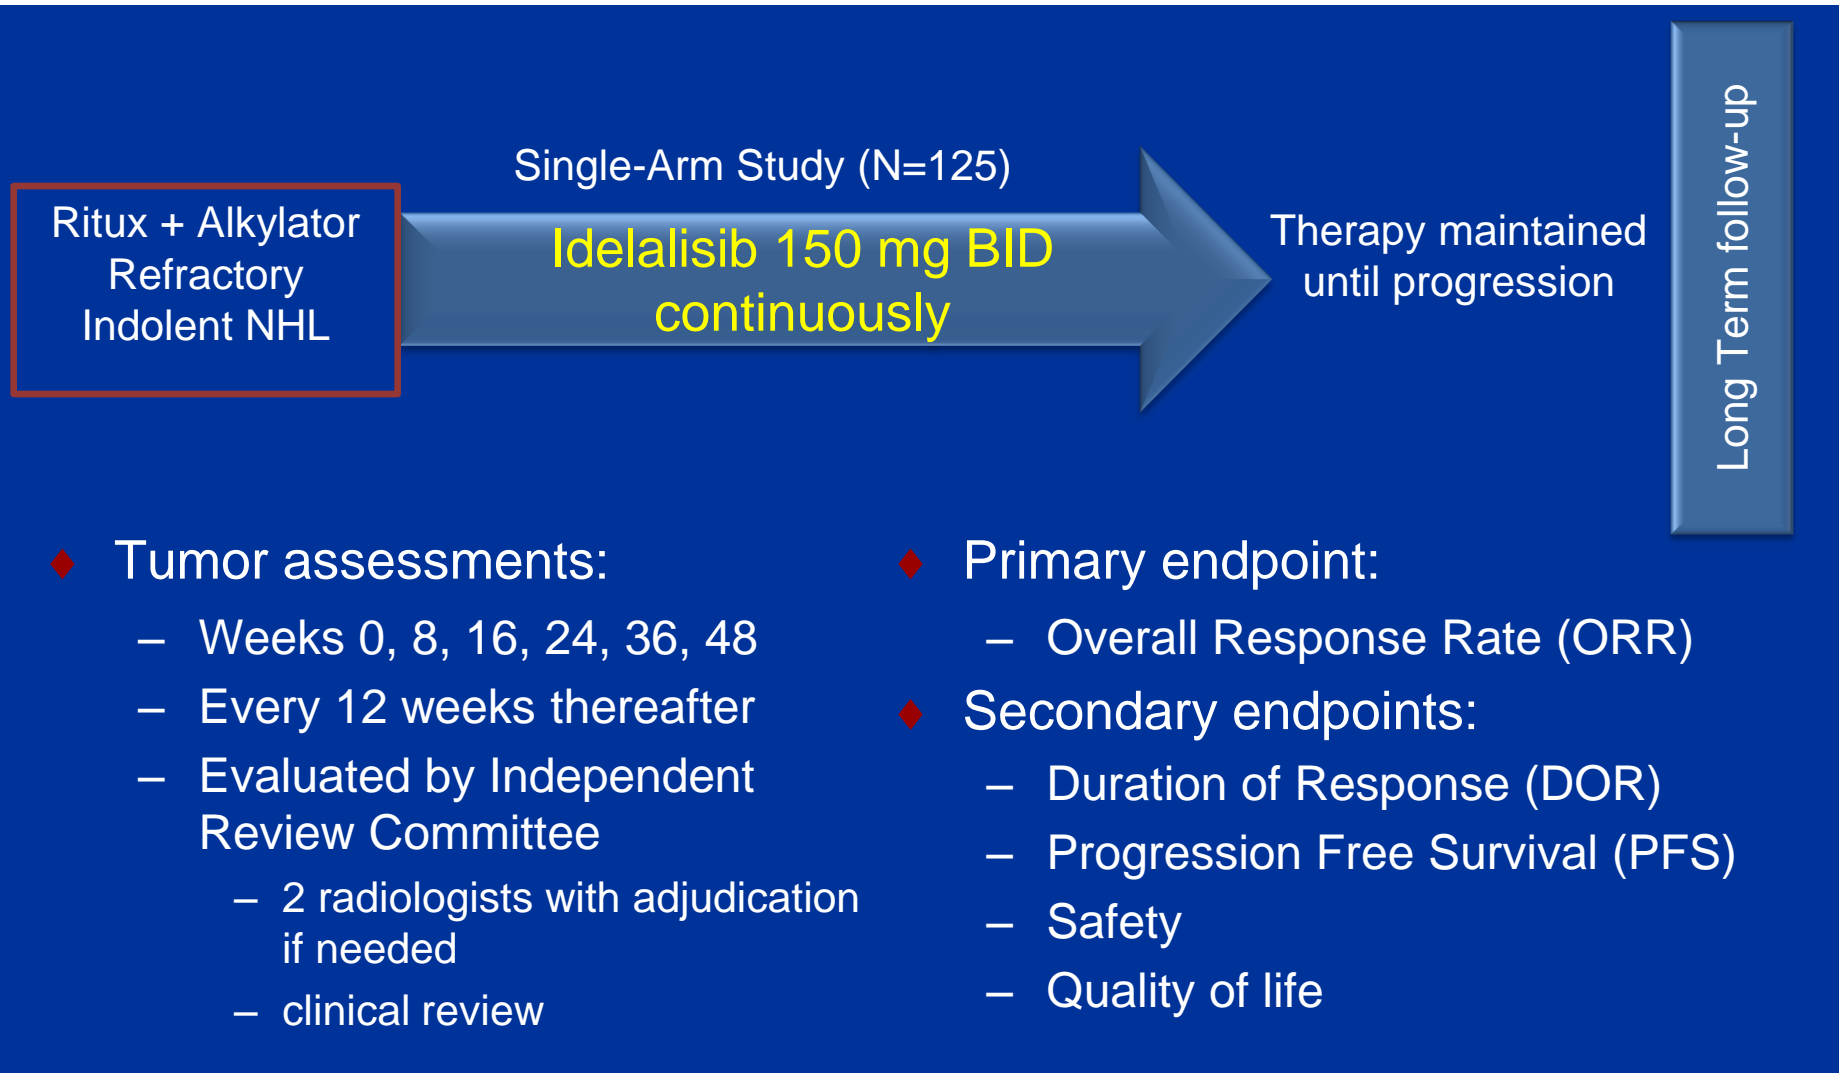 Single-Arm Study (N=125)
Ritux + Alkylator
Refractory
Indolent NHL
Idelalisib 150 mg BID
continuously
Therapy maintained
until progression
Long Term follow-up
♦ Tumor assessments:
– Weeks 0, 8, 16, 24, 36, 48
– Every 12 weeks thereafter
– Evaluated by Independent
Review Committee
– 2 radiologists with adjudication
if needed
– clinical review
♦ Primary endpoint:
– Overall Response Rate (ORR)
♦ Secondary endpoints:
– Duration of Response (DOR)
– Progression Free Survival (PFS)
– Safety
– Quality of life